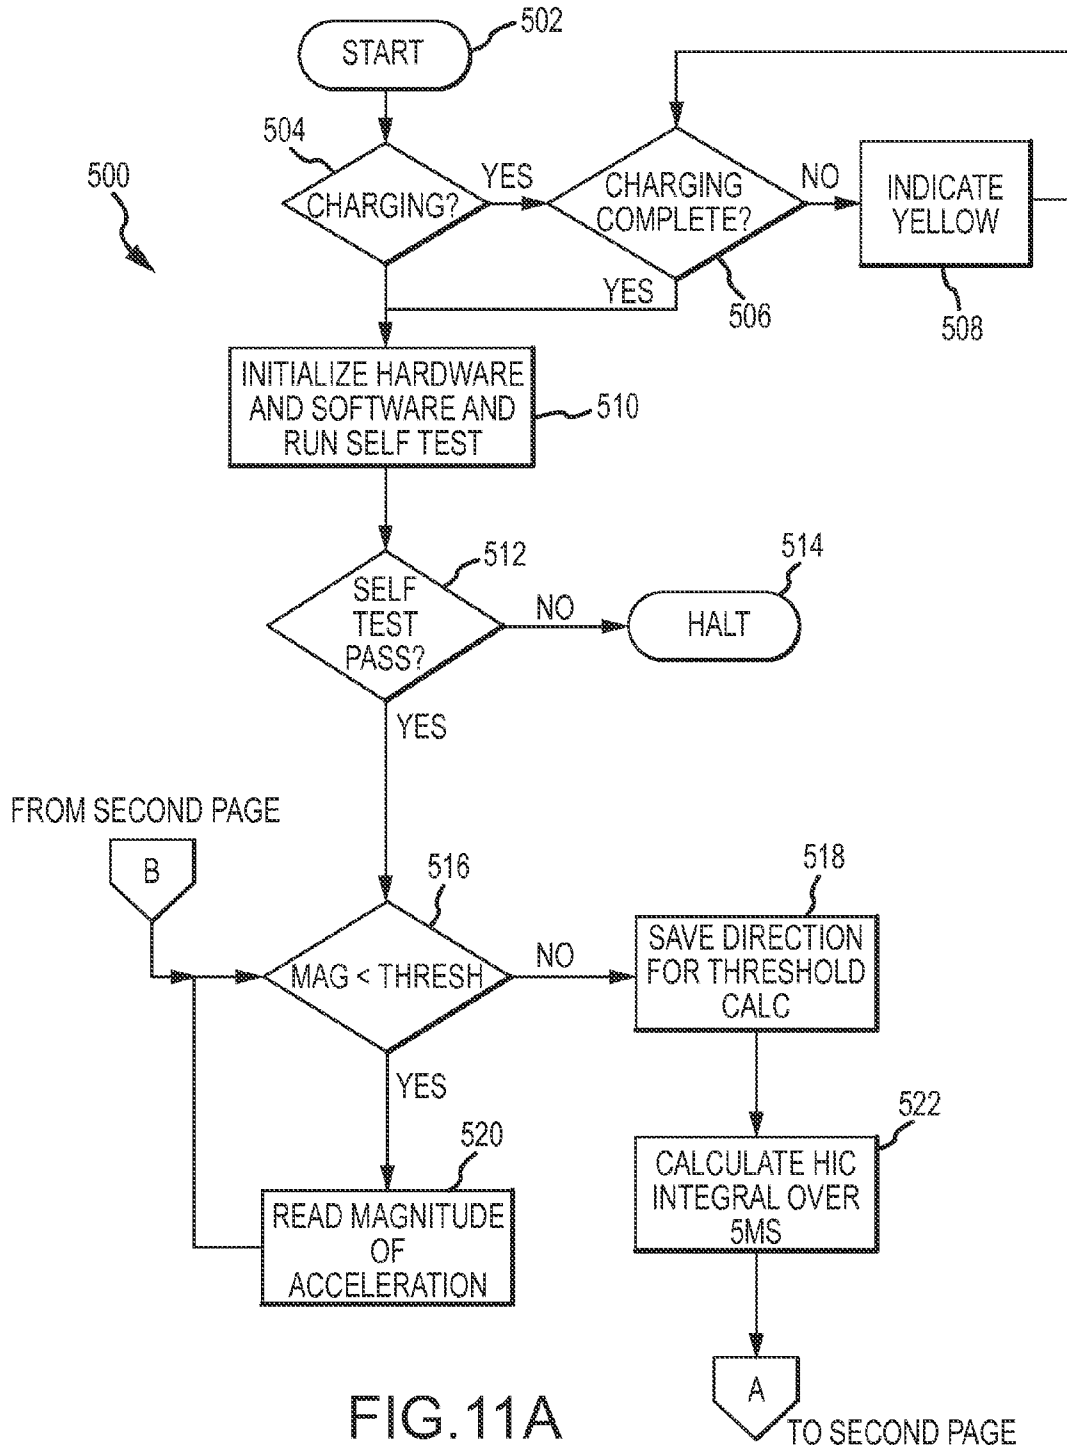 502
START
504
500
CHARGING?
YES
CHARGING
COMPLETE?
NO
INDICATE
YELLOW
YES
506
508
INITIALIZE HARDWARE
AND SOFTWARE AND
RUN SELF TEST
510
512
SELF
TEST
PASS?
NO
514
HALT
YES
FROM SECOND PAGE
B
516
MAG < THRESH
NO
518
SAVE DIRECTION
FOR THRESHOLD
CALC
YES
520
READ MAGNITUDE
OF
ACCELERATION
522
CALCULATE HIC
INTEGRAL OVER
5MS
A
TO SECOND PAGE
FIG.11A